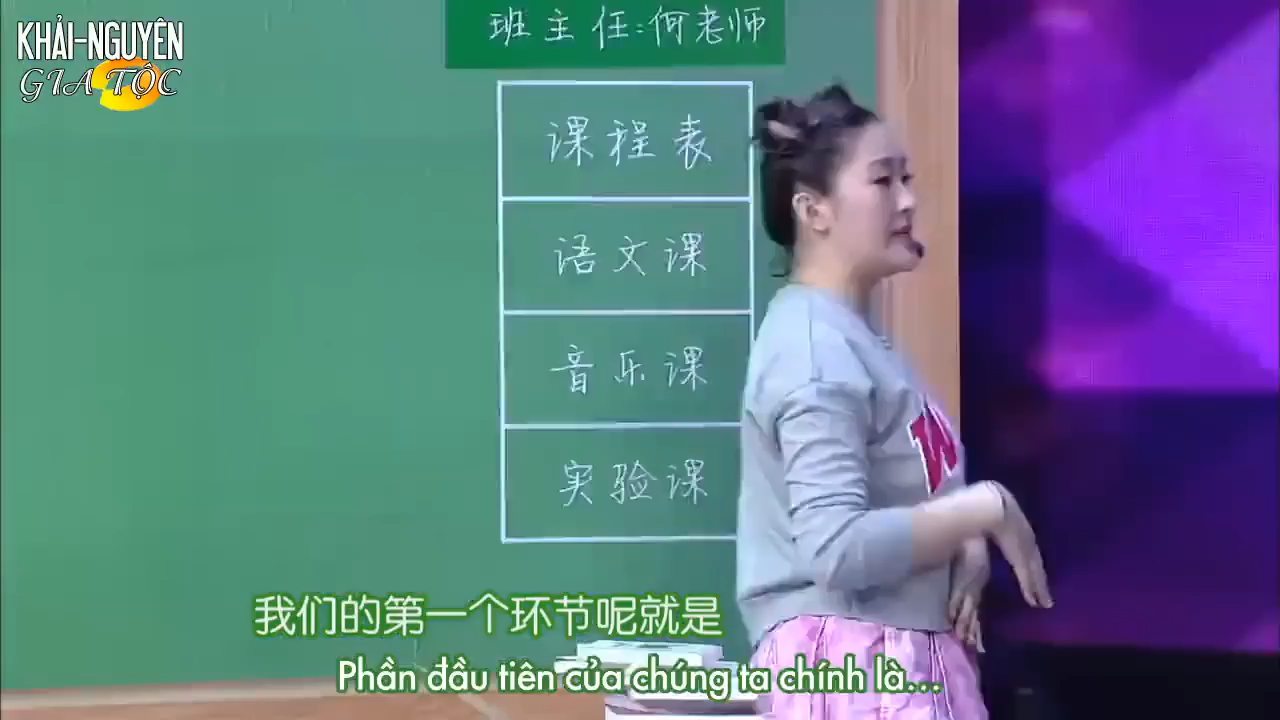 KHẢI-NGUYÊN
GIA TỘC
班主任:何老师
课程表
语文课
音乐课
实验课
W
我们的第一个环节呢就是
Phần đầu tiên của chúng ta chính là...